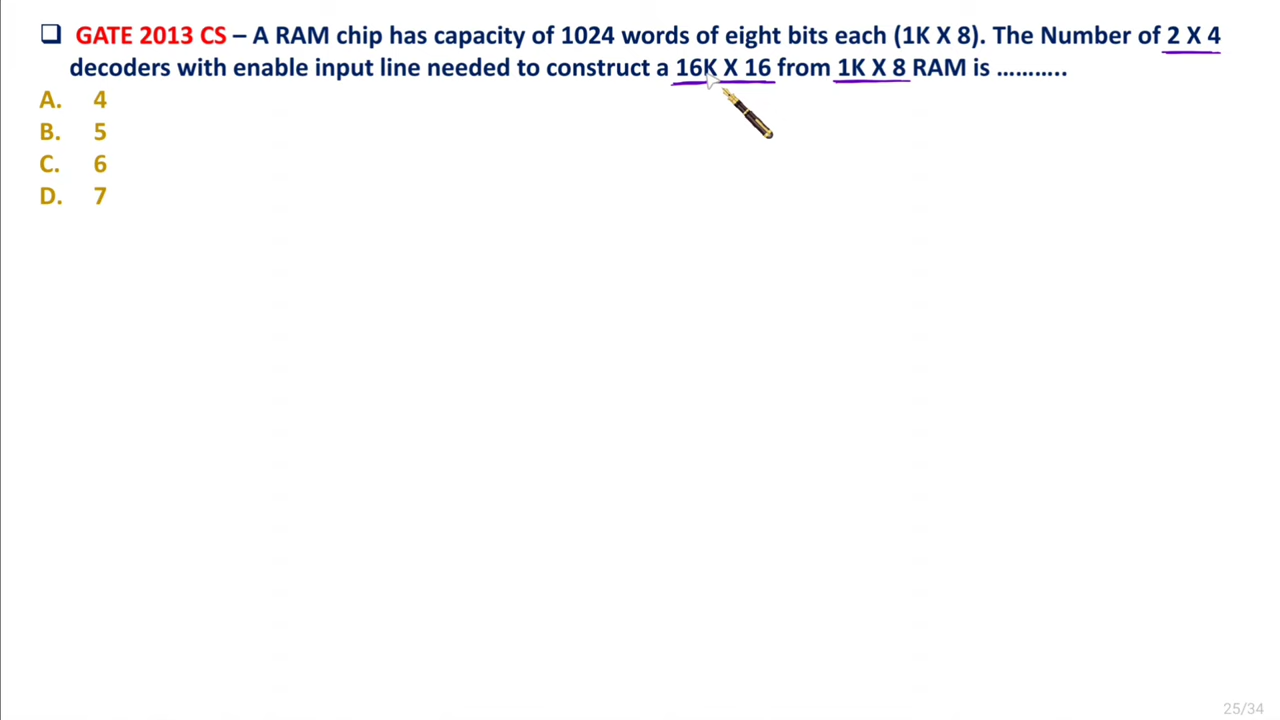 ❑ GATE 2013 CS – A RAM chip has capacity of 1024 words of eight bits each (1K X 8). The Number of 2 X 4
decoders with enable input line needed to construct a 16K X 16 from 1K X 8 RAM is ………..
A. 4
B. 5
C. 6
D. 7
25/34